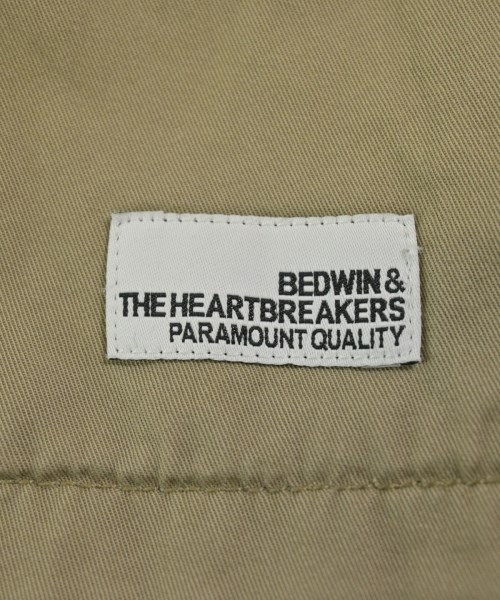 BEDWIN &
THE HEARTBREAKERS
PARAMOUNT QUALITY